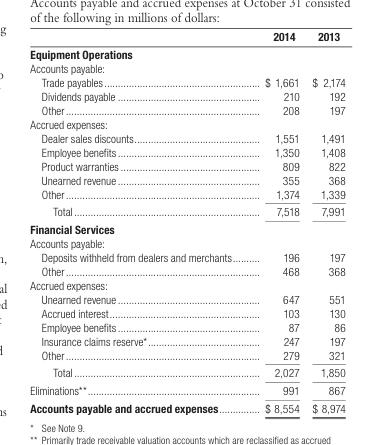 Accounts payable and accrued expenses at October 31 consisted
of the following in millions of dollars:
2014 2013
Equipment Operations
Accounts payable:
Trade payables $ 1,661 $ 2,174
Dividends payable 210 192
Other 208 197
Accrued expenses:
Dealer sales discounts 1,551 1,491
Employee benefits 1,350 1,408
Product warranties 809 822
Unearned revenue 355 368
Other 1,374 1,339
Total 7,518 7,991
Financial Services
Accounts payable:
Deposits withheld from dealers and merchants 196 197
Other 468 368
Accrued expenses:
Unearned revenue 647 551
Accrued interest 103 130
Employee benefits 87 86
Insurance claims reserve* 247 197
Other 279 321
Total 2,027 1,850
Eliminations** 991 867
Accounts payable and accrued expenses $ 8,554 $ 8,974
* See Note 9.
** Primarily trade receivable valuation accounts which are reclassified as accrued